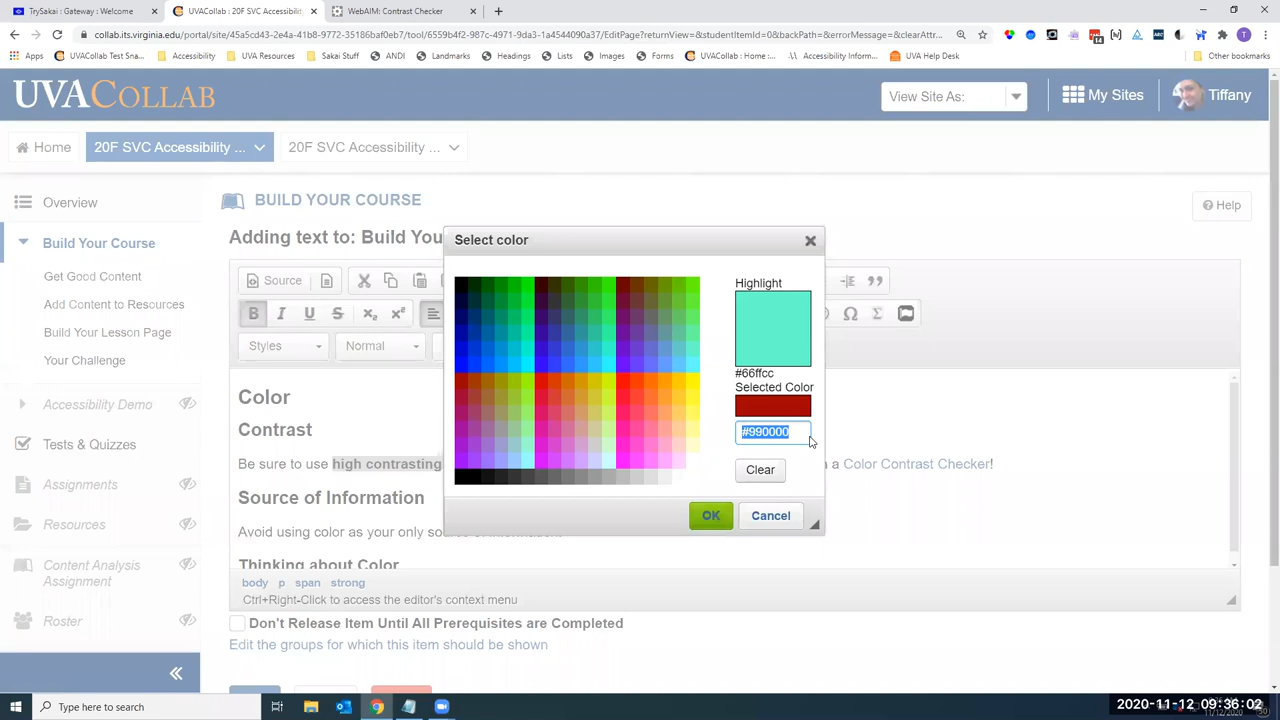 TrySakai : Gateway : Welcome
UVACollab : 20F SVC Accessibilit
WebAIM: Contrast Checker
collab.its.virginia.edu/portal/site/45a5cd43-2e4a-41b8-9772-35186baf0e17/tool/6559b4f2-987c-4971-9da3-1a4544090a37/EditPage?returnView=&studentItemId=0&backPath=&errorMessage=&clearAttr...
14
Apps
UVACollab Test Sna...
Accessibility
UVA Resources
Sakai Stuff
ANDI
Landmarks
Headings
Lists
Images
Forms
UVACollab : Home :...
Accessibility Infor...
UVA Help Desk
Other bookmarks
UVACOLLAB
View Site As:
My Sites
Tiffany
Home
20F SVC Accessibility ...
20F SVC Accessibility ...
Overview
Build Your Course
Get Good Content
Add Content to Resources
Build Your Lesson Page
Your Challenge
Accessibility Demo
Tests & Quizzes
Assignments
Resources
Content Analysis
Assignment
Roster
BUILD YOUR COURSE
Help
Adding text to: Build You
Source
B I U S x₂ xˣ
Styles
Normal
Color
Contrast
Be sure to use high contrasting
a Color Contrast Checker!
Source of Information
Avoid using color as your only source of information.
Thinking about Color
body p span strong
Ctrl+Right-Click to access the editor's context menu
Don't Release Item Until All Prerequisites are Completed
Edit the groups for which this item should be shown
Select color
Highlight
#66ffcc
Selected Color
#990000
Clear
OK
Cancel
Type here to search
2020-11-12 09:36:02